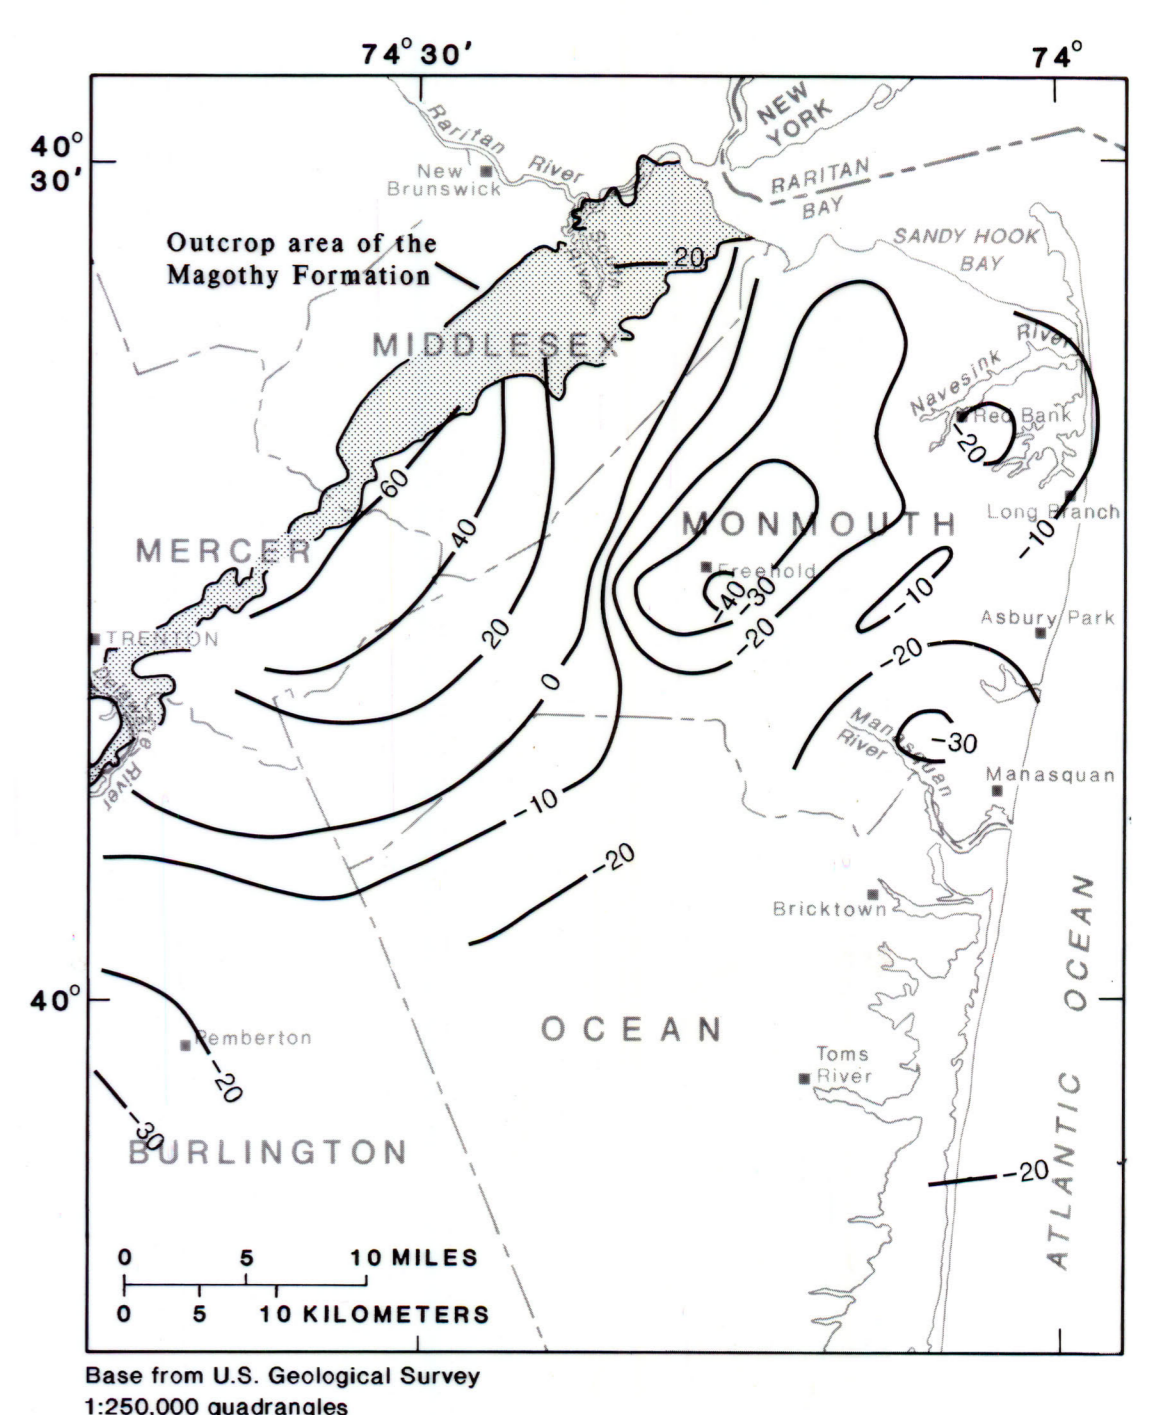 74° 30'
74°
40°
30'
Raritan
River
New
Brunswick
NEW
YORK
RARITAN
BAY
SANDY HOOK
BAY
Outcrop area of the
Magothy Formation
20
MIDDLESEX
Navesink
River
Red Bank
-20
60
40
Long Branch
-10
MONMOUTH
MERCER
Freehold
-40
-30
-10
TRENTON
20
-20
Asbury Park
-20
0
Manasquan
River
-30
River
Manasquan
-10
-20
Bricktown
ATLANTIC OCEAN
40°
OCEAN
Pemberton
-20
Toms
River
-30
BURLINGTON
-20
0 5 10 MILES
0 5 10 KILOMETERS
Base from U.S. Geological Survey
1:250,000 quadrangles